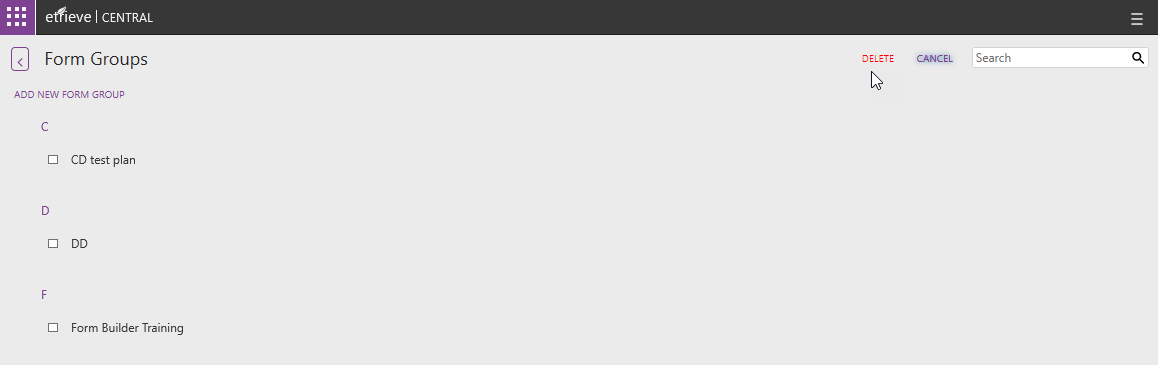 etrieve | CENTRAL
Form Groups
DELETE
CANCEL
Search
ADD NEW FORM GROUP
C
CD test plan
D
DD
F
Form Builder Training